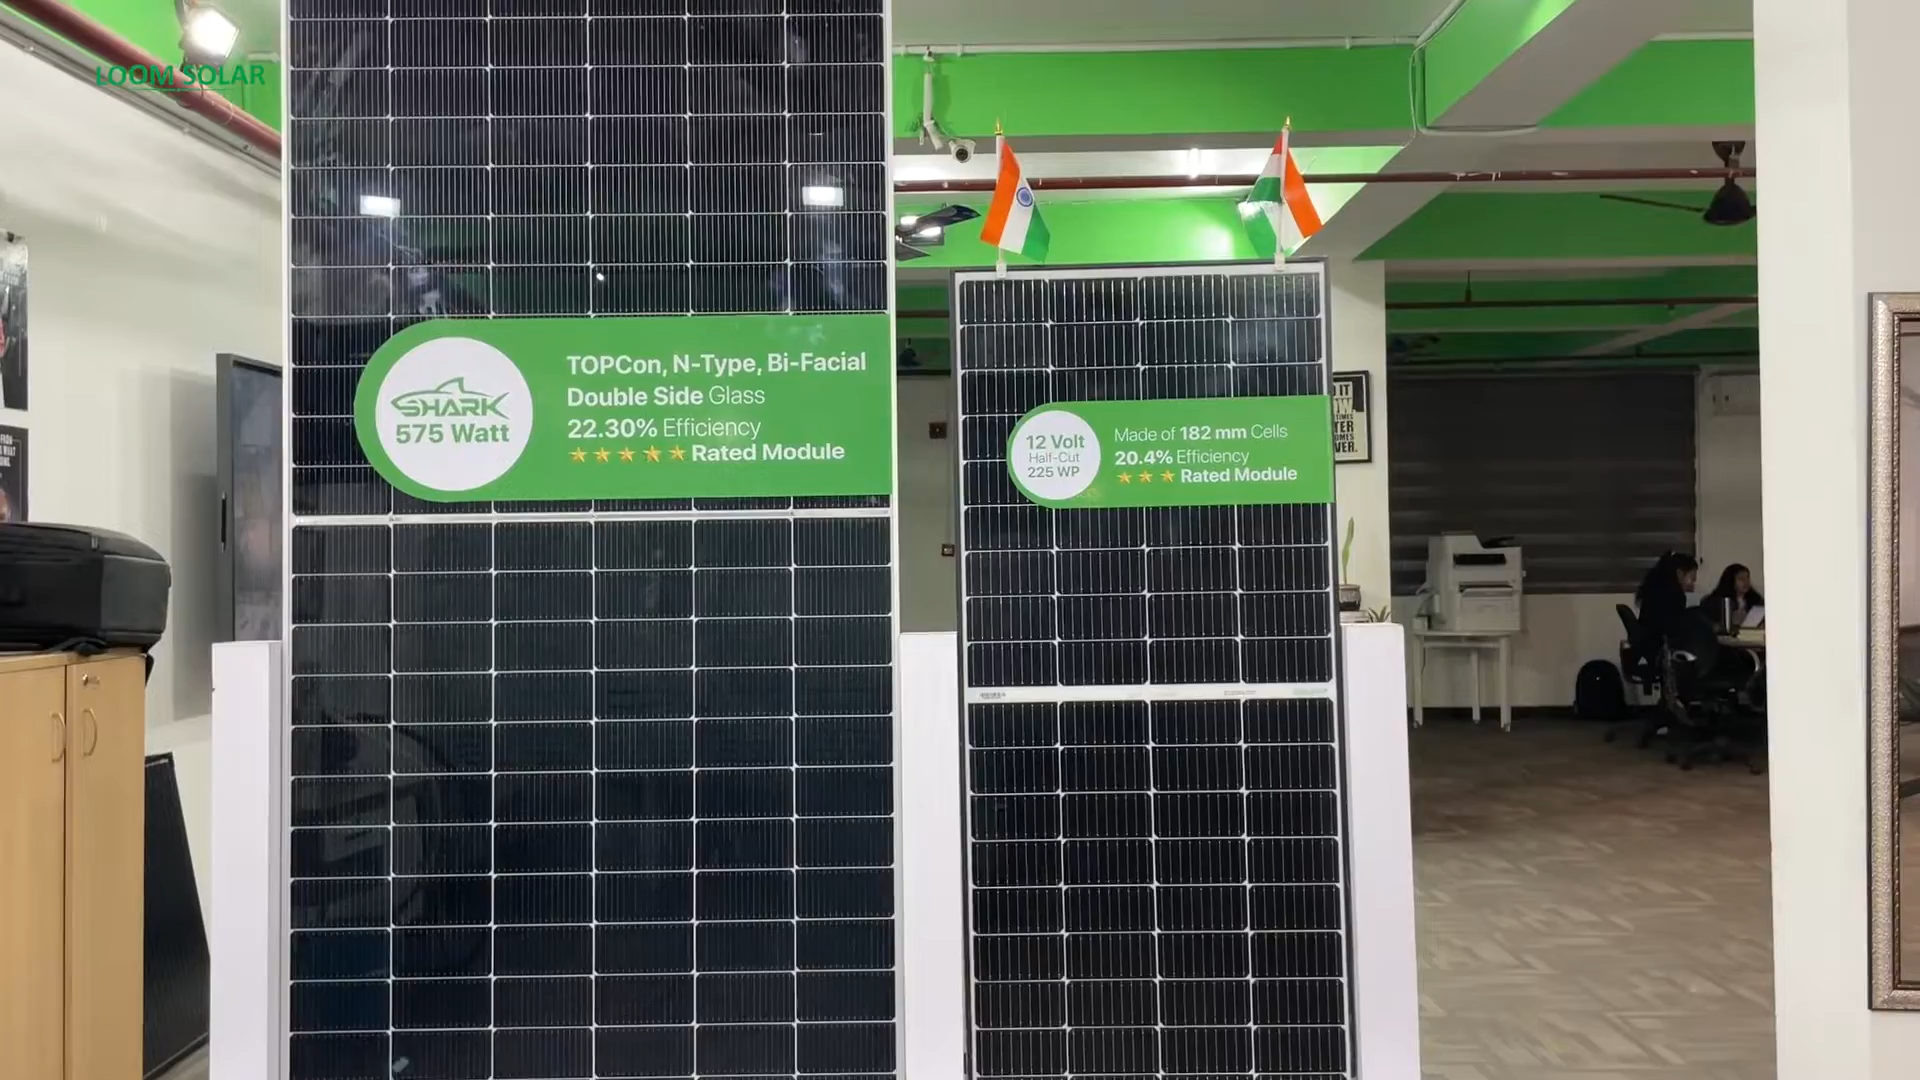 LOOM SOLAR
SHARK
575 Watt
TOPCon, N-Type, Bi-Facial
Double Side Glass
22.30% Efficiency
Rated Module
12 Volt
Half-Cut
225 WP
Made of 182 mm Cells
20.4% Efficiency
Rated Module